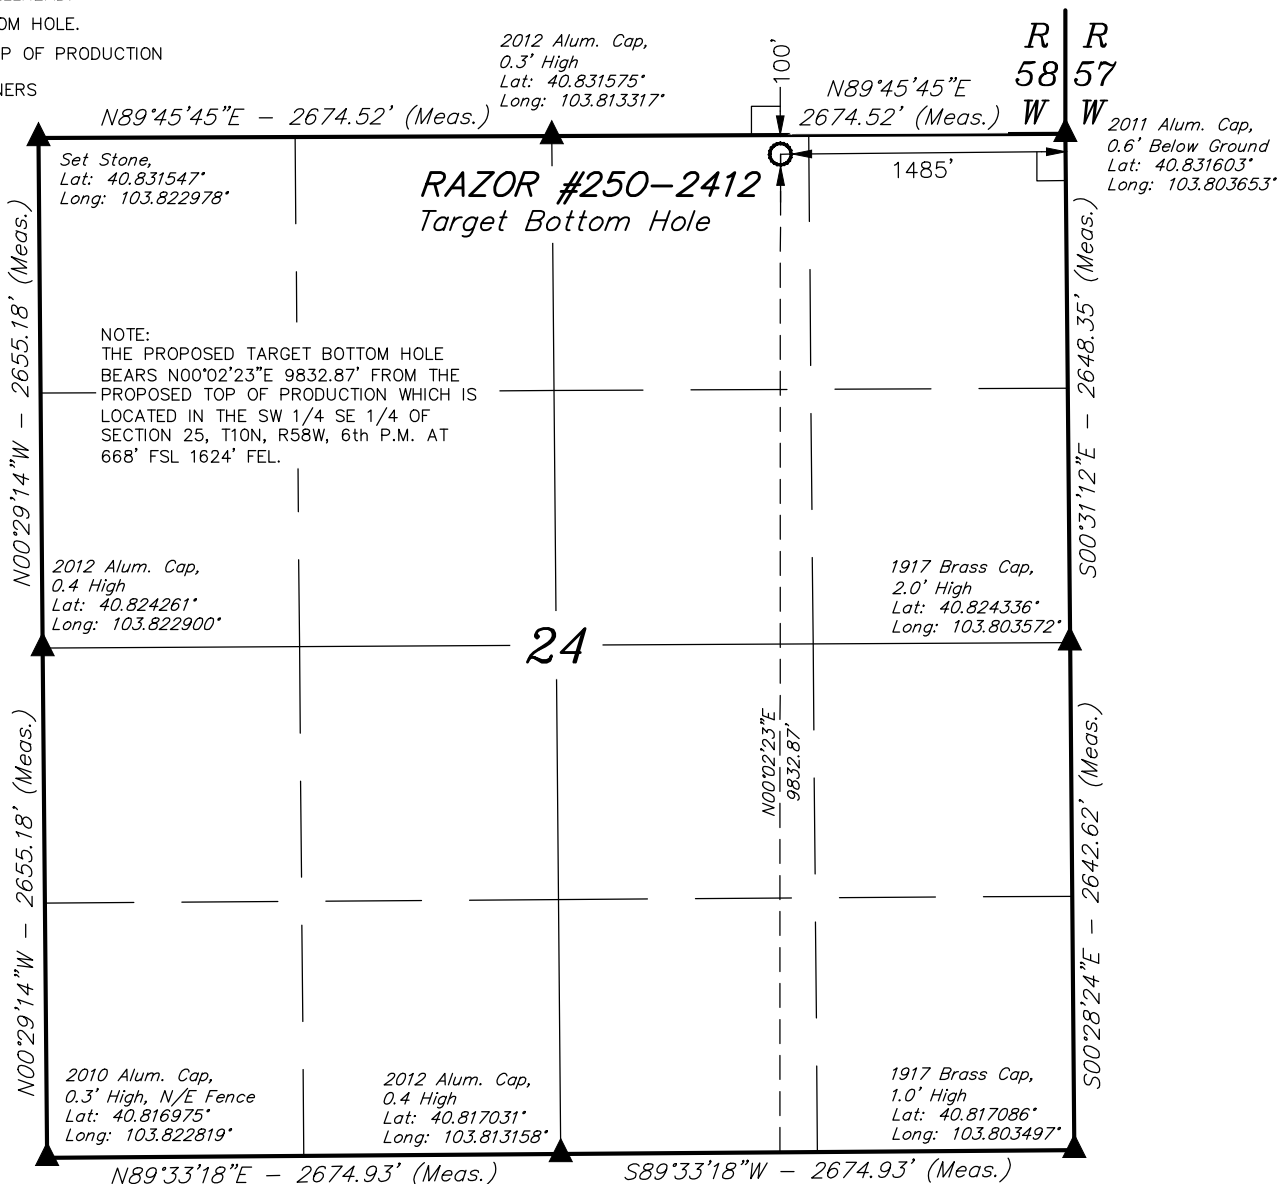 OM HOLE.
P OF PRODUCTION
NERS
2012 Alum. Cap,
0.3' High
Lat: 40.831575°
Long: 103.813317°
100'
R R
58 57
W W
N89°45'45"E – 2674.52' (Meas.)
N89°45'45"E
2674.52' (Meas.)
2011 Alum. Cap,
0.6' Below Ground
Lat: 40.831603°
Long: 103.803653°
Set Stone,
Lat: 40.831547°
Long: 103.822978°
1485'
RAZOR #250–2412
Target Bottom Hole
N00°29'14"W – 2655.18' (Meas.)
S00°31'12"E – 2648.35' (Meas.)
NOTE:
THE PROPOSED TARGET BOTTOM HOLE
BEARS N00°02'23"E 9832.87' FROM THE
PROPOSED TOP OF PRODUCTION WHICH IS
LOCATED IN THE SW 1/4 SE 1/4 OF
SECTION 25, T10N, R58W, 6th P.M. AT
668' FSL 1624' FEL.
2012 Alum. Cap,
0.4 High
Lat: 40.824261°
Long: 103.822900°
1917 Brass Cap,
2.0' High
Lat: 40.824336°
Long: 103.803572°
24
N00°02'23"E
9832.87'
N00°29'14"W – 2655.18' (Meas.)
S00°28'24"E – 2642.62' (Meas.)
2010 Alum. Cap,
0.3' High, N/E Fence
Lat: 40.816975°
Long: 103.822819°
2012 Alum. Cap,
0.4 High
Lat: 40.817031°
Long: 103.813158°
1917 Brass Cap,
1.0' High
Lat: 40.817086°
Long: 103.803497°
N89°33'18"E – 2674.93' (Meas.)
S89°33'18"W – 2674.93' (Meas.)